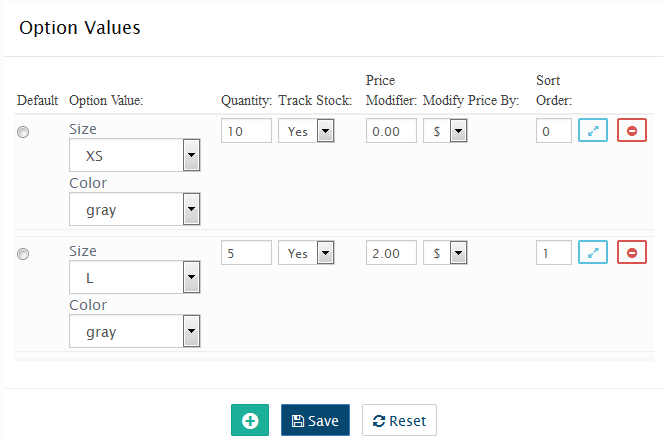 Option Values
Price Sort
Default Option Value: Quantity: Track Stock: Modifier: Modify Price By: Order:
Size 10 Yes 0.00 $ 0
XS
Color
gray
Size 5 Yes 2.00 $ 1
L
Color
gray
Save Reset